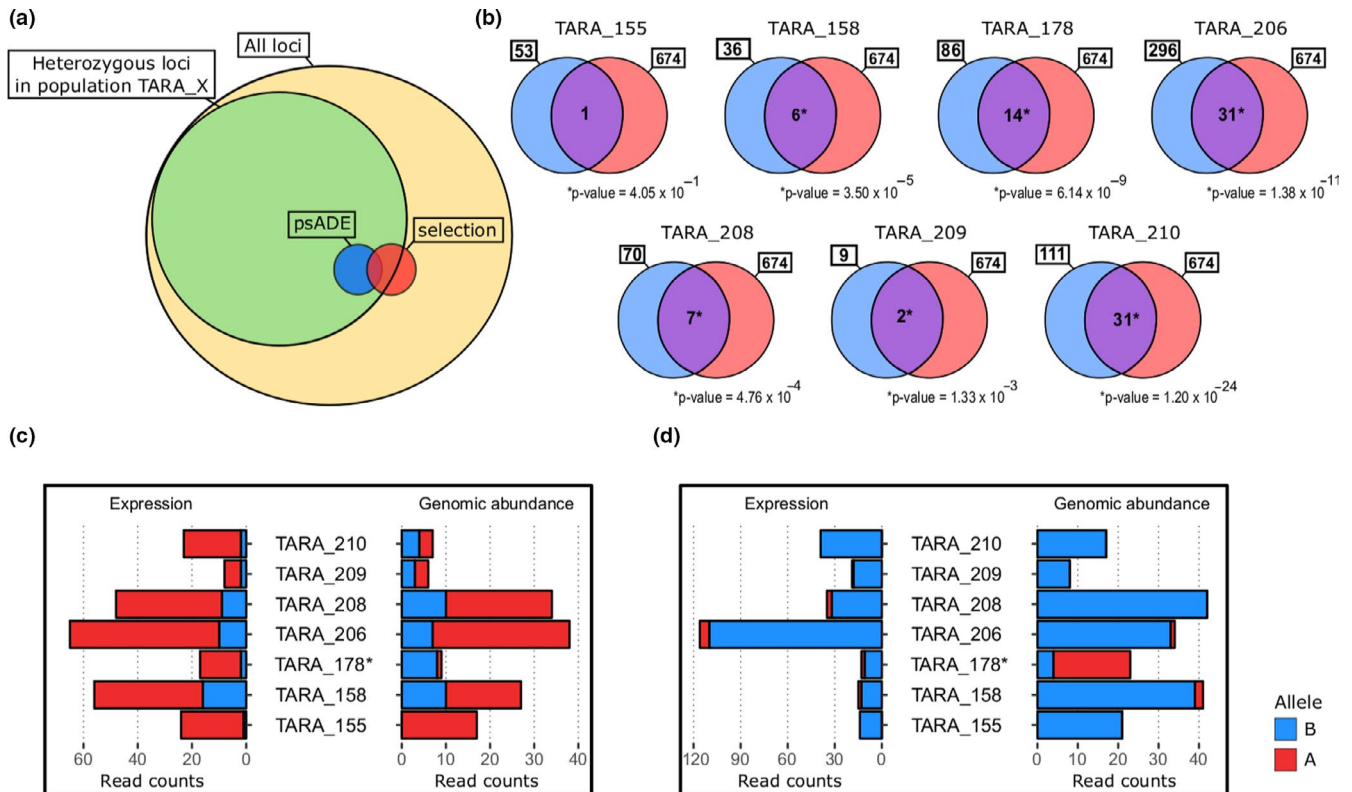 (a)
All loci
Heterozygous loci
in population TARA_X
psADE
selection
(b)
TARA_155
53
674
1
*p-value = 4.05 x 10⁻¹
TARA_158
36
674
6*
*p-value = 3.50 x 10⁻⁵
TARA_178
86
674
14*
*p-value = 6.14 x 10⁻⁹
TARA_206
296
674
31*
*p-value = 1.38 x 10⁻¹¹
TARA_208
70
674
7*
*p-value = 4.76 x 10⁻⁴
TARA_209
9
674
2*
*p-value = 1.33 x 10⁻³
TARA_210
111
674
31*
*p-value = 1.20 x 10⁻²⁴
(c)
Expression
Genomic abundance
TARA_210
TARA_209
TARA_208
TARA_206
TARA_178*
TARA_158
TARA_155
60 40 20 0
0 10 20 30 40
Read counts
Read counts
(d)
Expression
Genomic abundance
TARA_210
TARA_209
TARA_208
TARA_206
TARA_178*
TARA_158
TARA_155
120 90 60 30 0
0 10 20 30 40
Read counts
Read counts
Allele
B
A